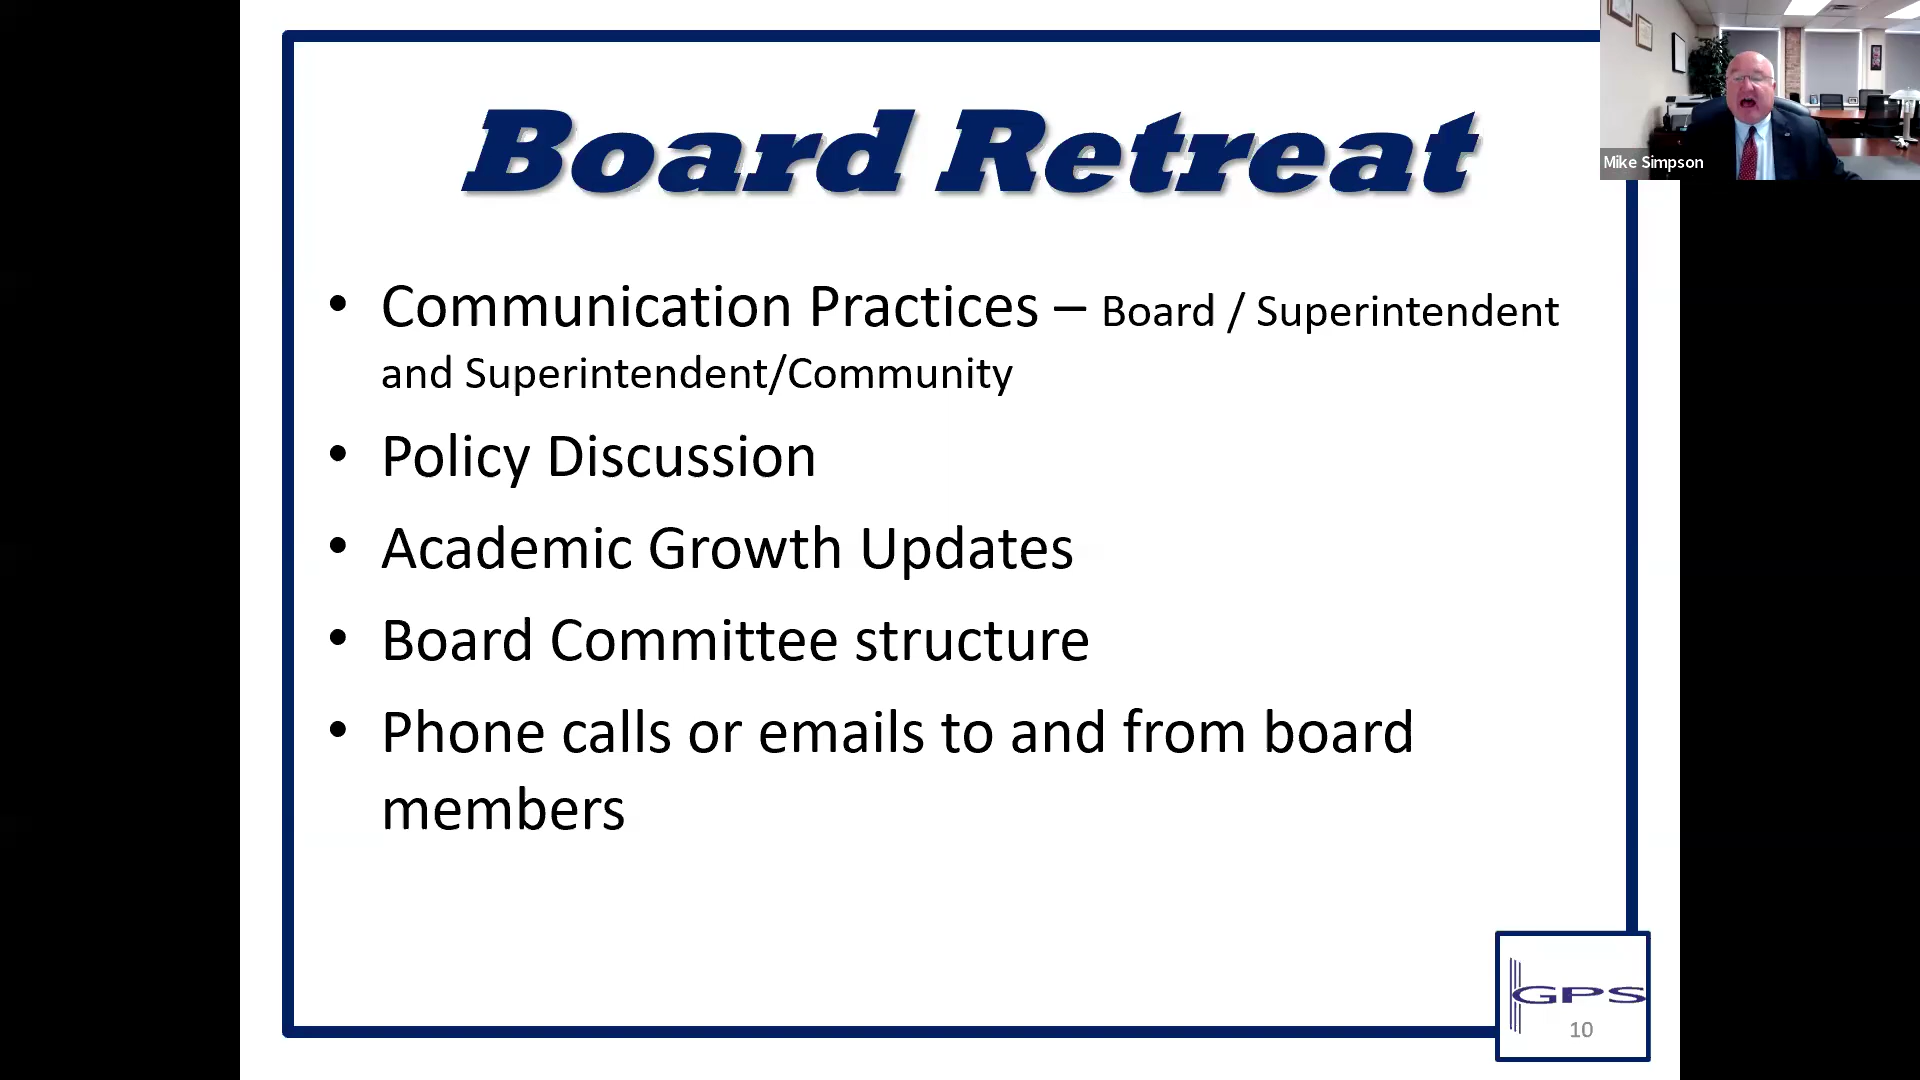 Board Retreat
Mike Simpson
• Communication Practices – Board / Superintendent
and Superintendent/Community
• Policy Discussion
• Academic Growth Updates
• Board Committee structure
• Phone calls or emails to and from board
members
GPS
10